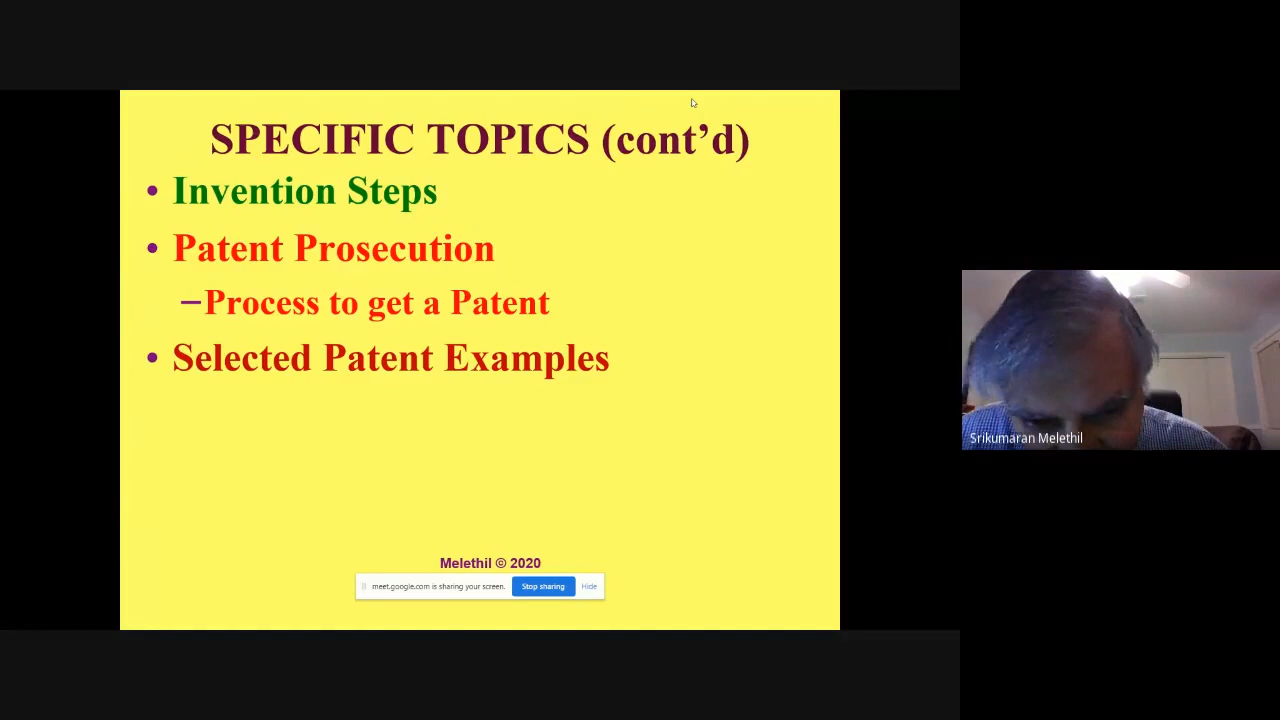 SPECIFIC TOPICS (cont’d)
• Invention Steps
• Patent Prosecution
–Process to get a Patent
• Selected Patent Examples
Melethil © 2020
meet.google.com is sharing your screen. Stop sharing Hide
Srikumaran Melethil